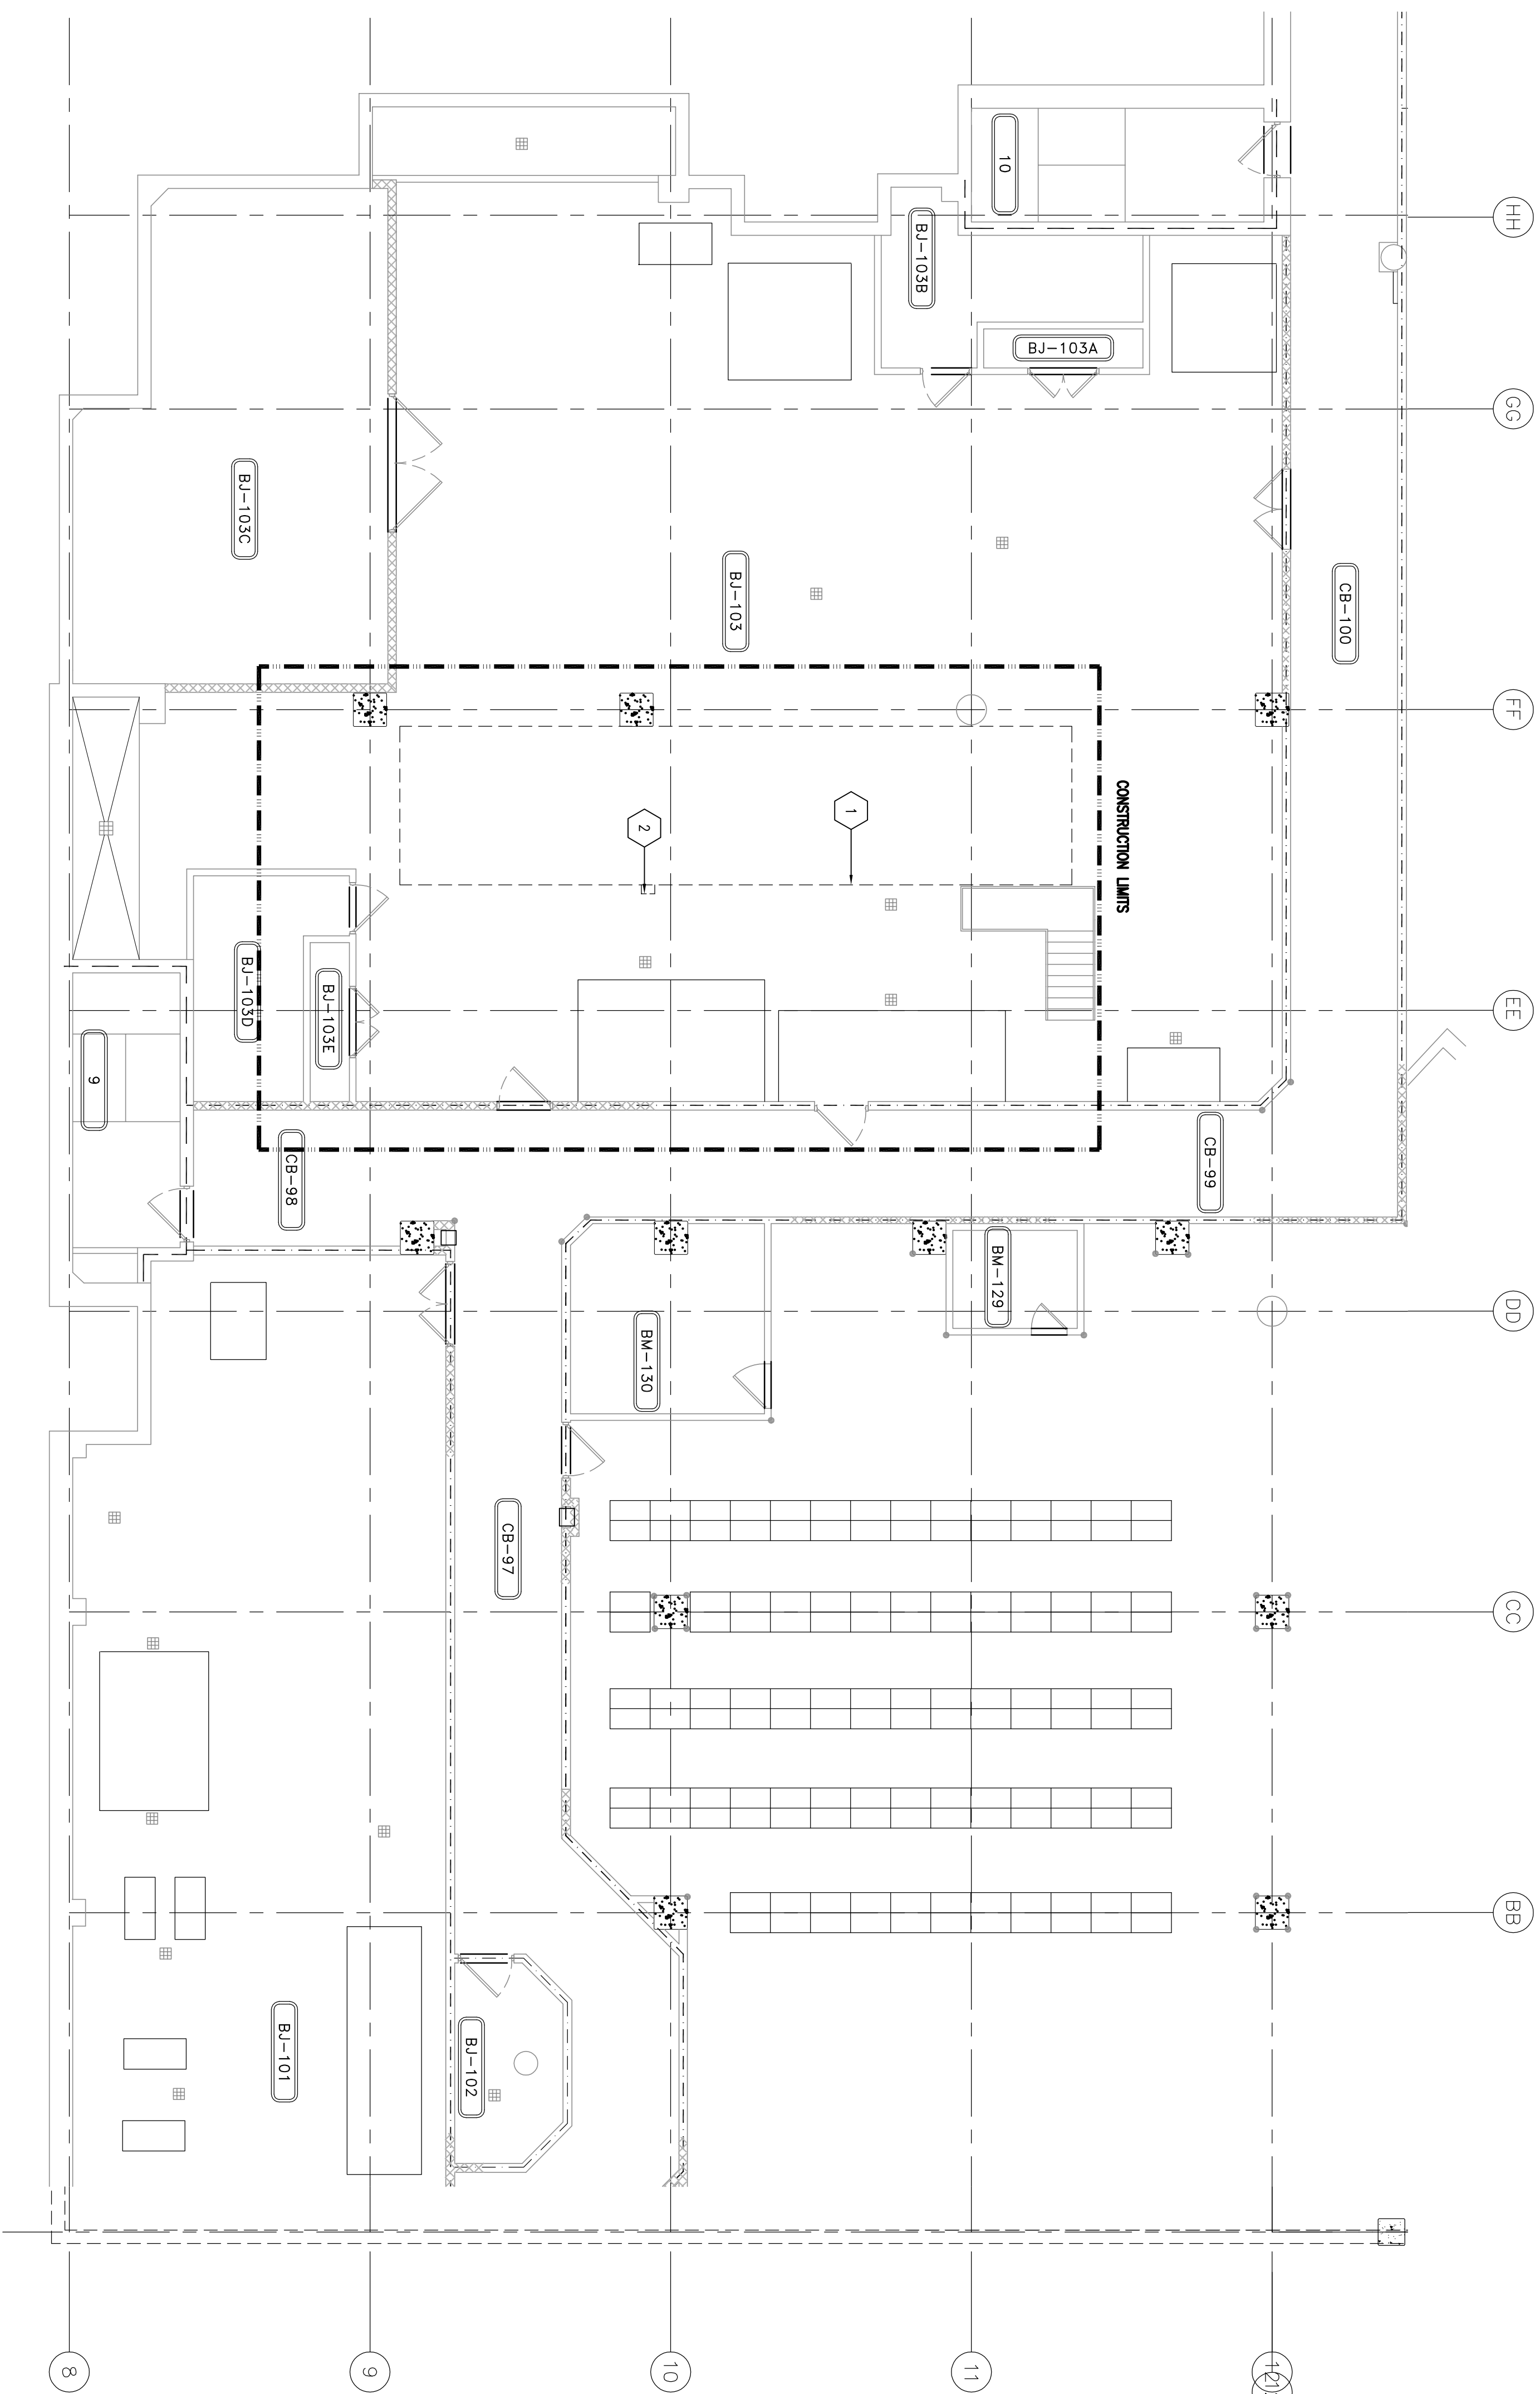 HH
10
BJ-103B
BJ-103A
GG
BJ-103C
BJ-103
CB-100
FF
CONSTRUCTION LIMITS
1
2
BJ-103D
BJ-103E
EE
9
CB-98
CB-99
BM-129
DD
BM-130
CB-97
CC
BB
BJ-101
BJ-102
8
9
10
11
12